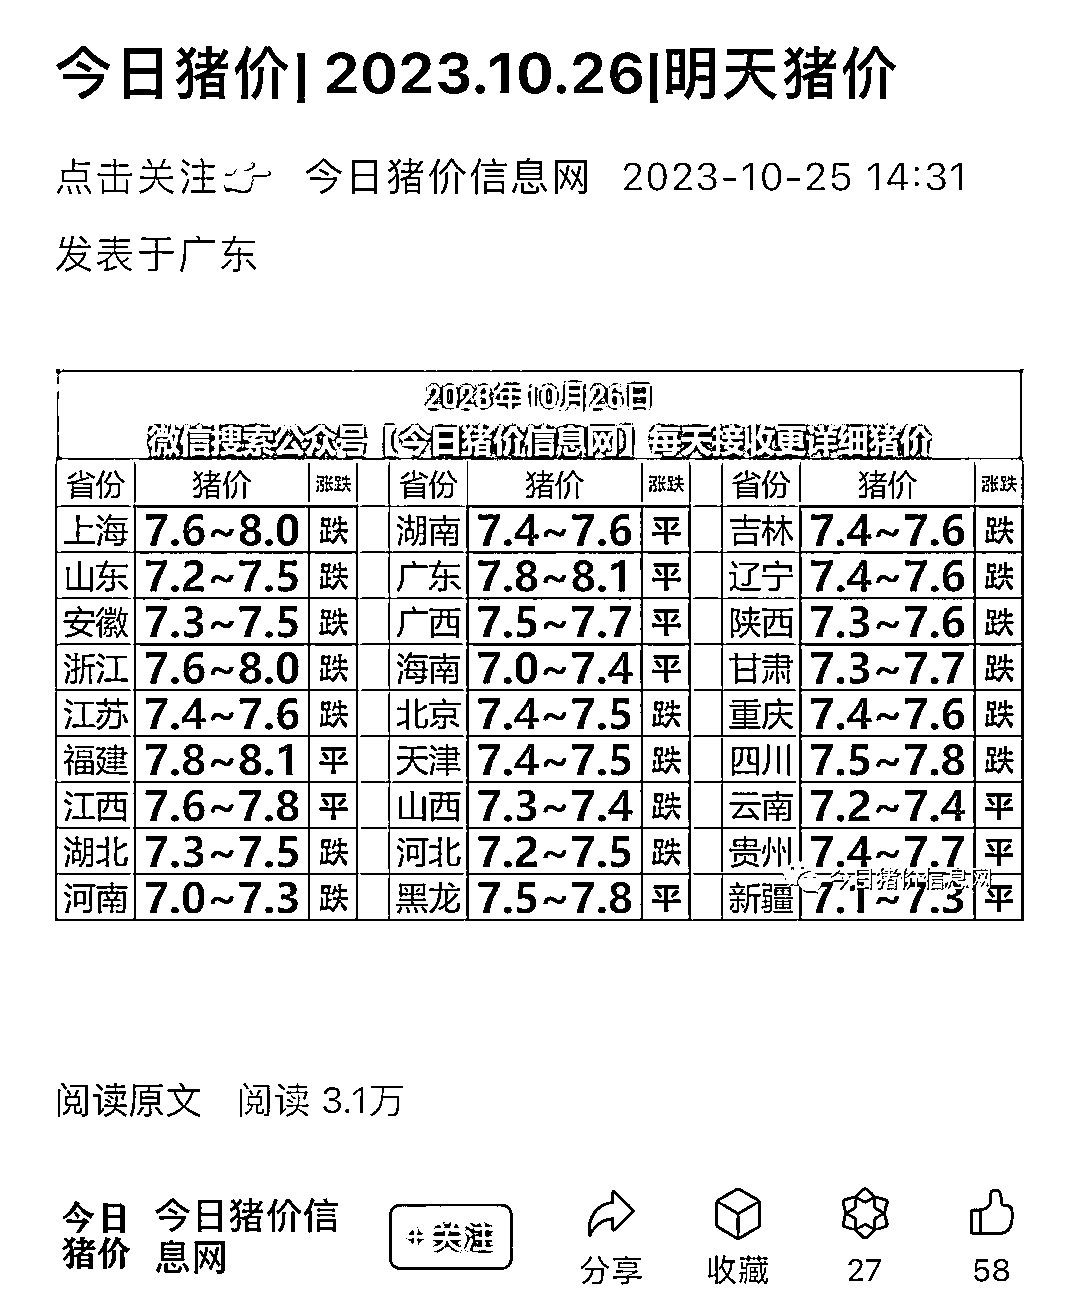 今日猪价| 2023.10.26|明天猪价
点击关注👉 今日猪价信息网 2023-10-25 14:31
发表于广东
2023年10月26日
微信搜索公众号【今日猪价信息网】每天接收更详细猪价
省份 猪价 涨跌 省份 猪价 涨跌 省份 猪价 涨跌
上海 7.6~8.0 跌 湖南 7.4~7.6 平 吉林 7.4~7.6 跌
山东 7.2~7.5 跌 广东 7.8~8.1 平 辽宁 7.4~7.6 跌
安徽 7.3~7.5 跌 广西 7.5~7.7 平 陕西 7.3~7.6 跌
浙江 7.6~8.0 跌 海南 7.0~7.4 平 甘肃 7.3~7.7 跌
江苏 7.4~7.6 跌 北京 7.4~7.5 跌 重庆 7.4~7.6 跌
福建 7.8~8.1 平 天津 7.4~7.5 跌 四川 7.5~7.8 跌
江西 7.6~7.8 平 山西 7.3~7.4 跌 云南 7.2~7.4 平
湖北 7.3~7.5 跌 河北 7.2~7.5 跌 贵州 7.4~7.7 平
今日猪价信息网
河南 7.0~7.3 跌 黑龙 7.5~7.8 平 新疆 7.1~7.3 平
阅读原文 阅读 3.1万
今日猪价 今日猪价信息网 + 关注
分享 收藏 27 58